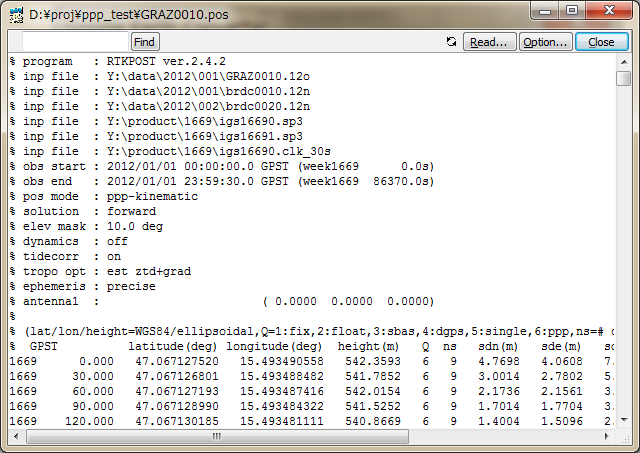 D:¥proj¥ppp_test¥GRAZ0010.pos
Find Read... Option... Close
% program : RTKPOST ver.2.4.2
% inp file : Y:\data\2012\001\GRAZ0010.12o
% inp file : Y:\data\2012\001\brdc0010.12n
% inp file : Y:\data\2012\002\brdc0020.12n
% inp file : Y:\product\1669\igs16690.sp3
% inp file : Y:\product\1669\igs16691.sp3
% inp file : Y:\product\1669\igs16690.clk_30s
% obs start : 2012/01/01 00:00:00.0 GPST (week1669 0.0s)
% obs end : 2012/01/01 23:59:30.0 GPST (week1669 86370.0s)
% pos mode : ppp-kinematic
% solution : forward
% elev mask : 10.0 deg
% dynamics : off
% tidecorr : on
% tropo opt : est ztd+grad
% ephemeris : precise
% antenna1 : ( 0.0000 0.0000 0.0000)
%
% (lat/lon/height=WGS84/ellipsoidal,Q=1:fix,2:float,3:sbas,4:dgps,5:single,6:ppp,ns=#
% GPST latitude(deg) longitude(deg) height(m) Q ns sdn(m) sde(m)
1669 0.000 47.067127520 15.493490558 542.3593 6 9 4.7698 4.0608 7.
1669 30.000 47.067126801 15.493488482 541.7852 6 9 3.0014 2.7802 5.
1669 60.000 47.067127193 15.493487416 542.0154 6 9 2.1736 2.1561 3.
1669 90.000 47.067128990 15.493484322 541.5252 6 9 1.7014 1.7704 3.
1669 120.000 47.067130185 15.493481111 540.8669 6 9 1.4004 1.5096 2.